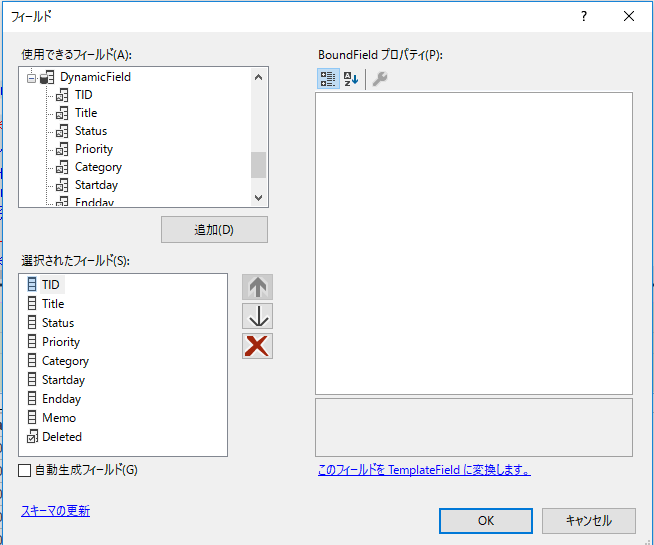 フィールド
使用できるフィールド(A):
DynamicField
TID
Title
Status
Priority
Category
Startday
Endday
追加(D)
選択されたフィールド(S):
TID
Title
Status
Priority
Category
Startday
Endday
Memo
Deleted
自動生成フィールド(G)
スキーマの更新
BoundField プロパティ(P):
このフィールドを TemplateField に変換します。
OK
キャンセル